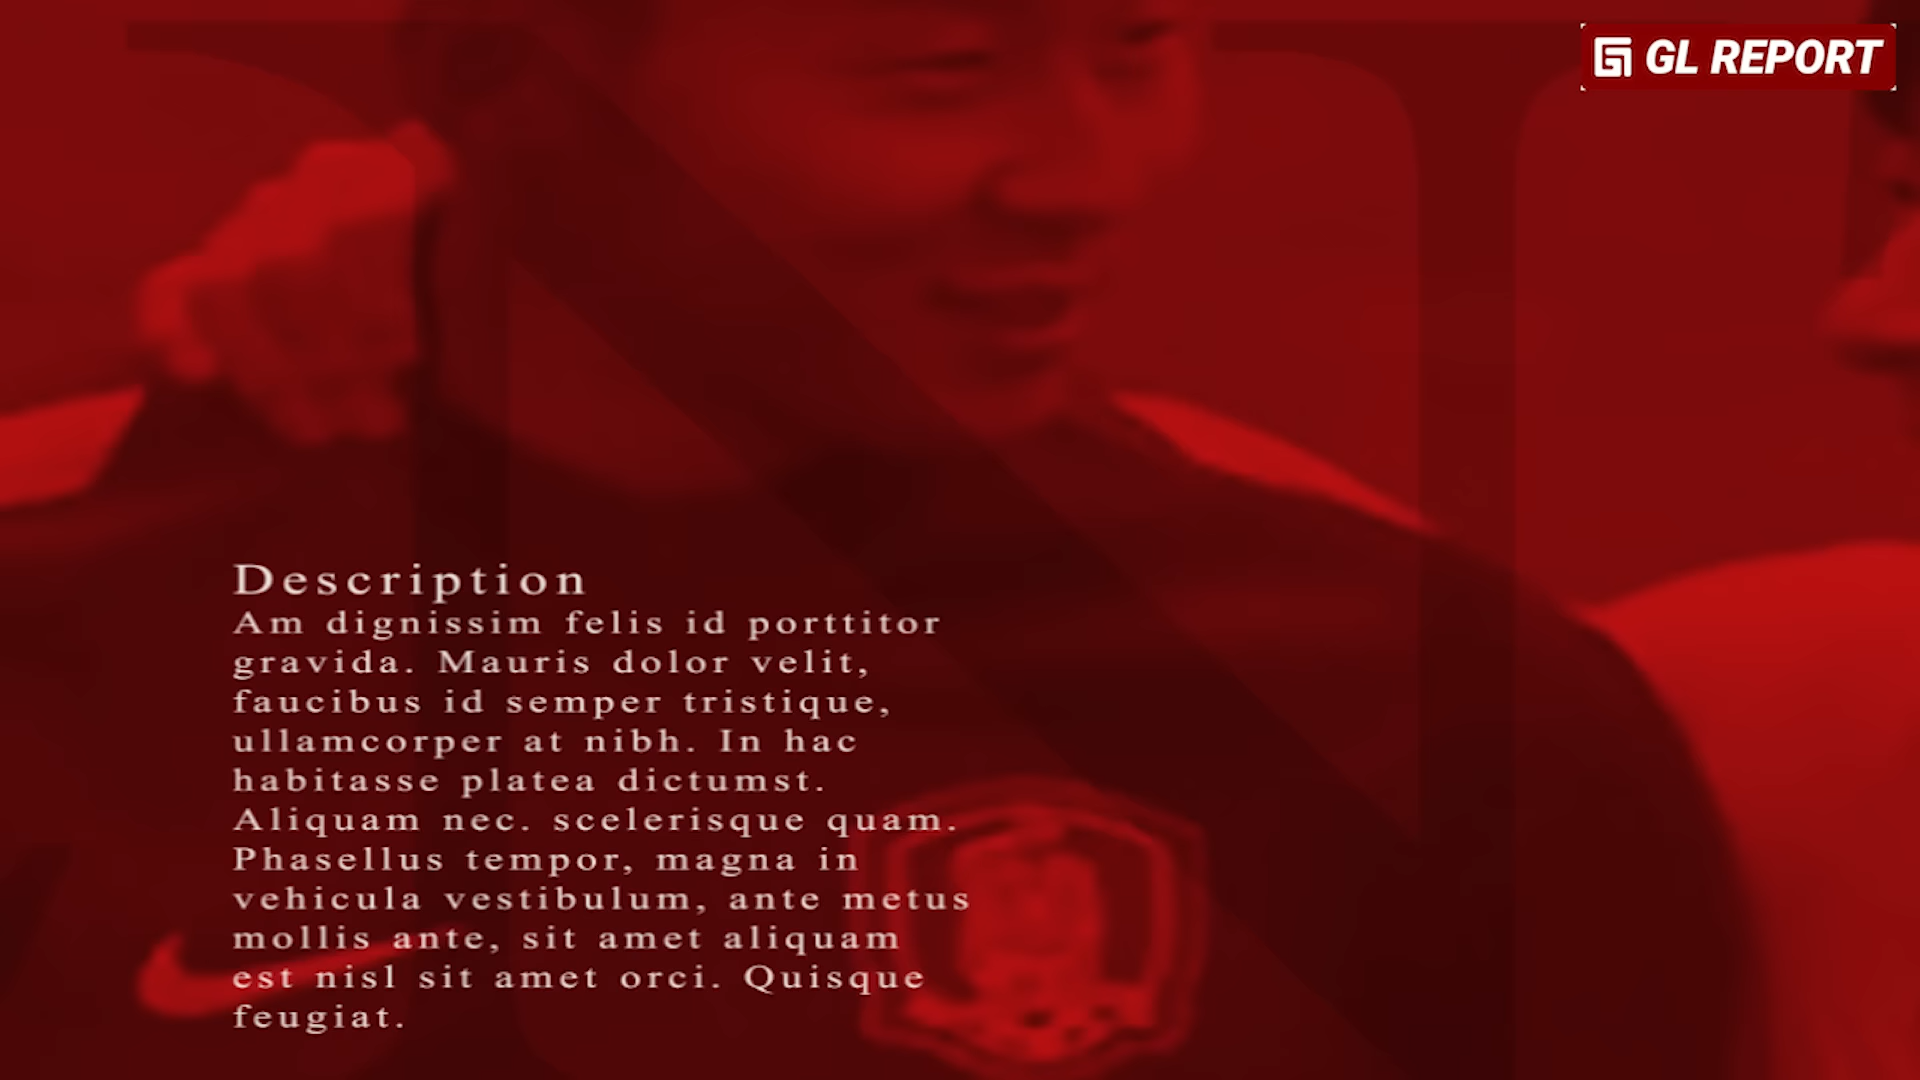 GL REPORT
Description
Am dignissim felis id porttitor
gravida. Mauris dolor velit,
faucibus id semper tristique,
ullamcorper at nibh. In hac
habitasse platea dictumst.
Aliquam nec. scelerisque quam.
Phasellus tempor, magna in
vehicula vestibulum, ante metus
mollis ante, sit amet aliquam
est nisl sit amet orci. Quisque
feugiat.